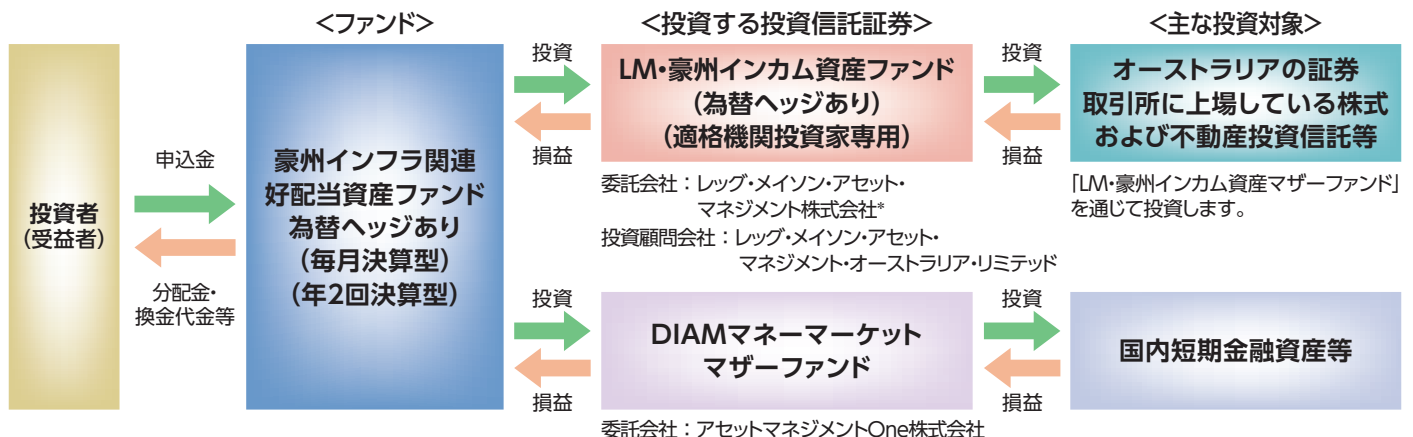 <ファンド>
<投資する投資信託証券>
<主な投資対象>
投資者
(受益者)
申込金
分配金・
換金代金等
豪州インフラ関連
好配当資産ファンド
為替ヘッジあり
(毎月決算型)
(年2回決算型)
投資
損益
LM・豪州インカム資産ファンド
(為替ヘッジあり)
(適格機関投資家専用)
投資
損益
オーストラリアの証券
取引所に上場している株式
および不動産投資信託等
委託会社：レッグ・メイソン・アセット・
マネジメント株式会社*
投資顧問会社：レッグ・メイソン・アセット・
マネジメント・オーストラリア・リミテッド
「LM・豪州インカム資産マザーファンド」
を通じて投資します。
投資
損益
DIAMマネーマーケット
マザーファンド
投資
損益
国内短期金融資産等
委託会社：アセットマネジメントOne株式会社